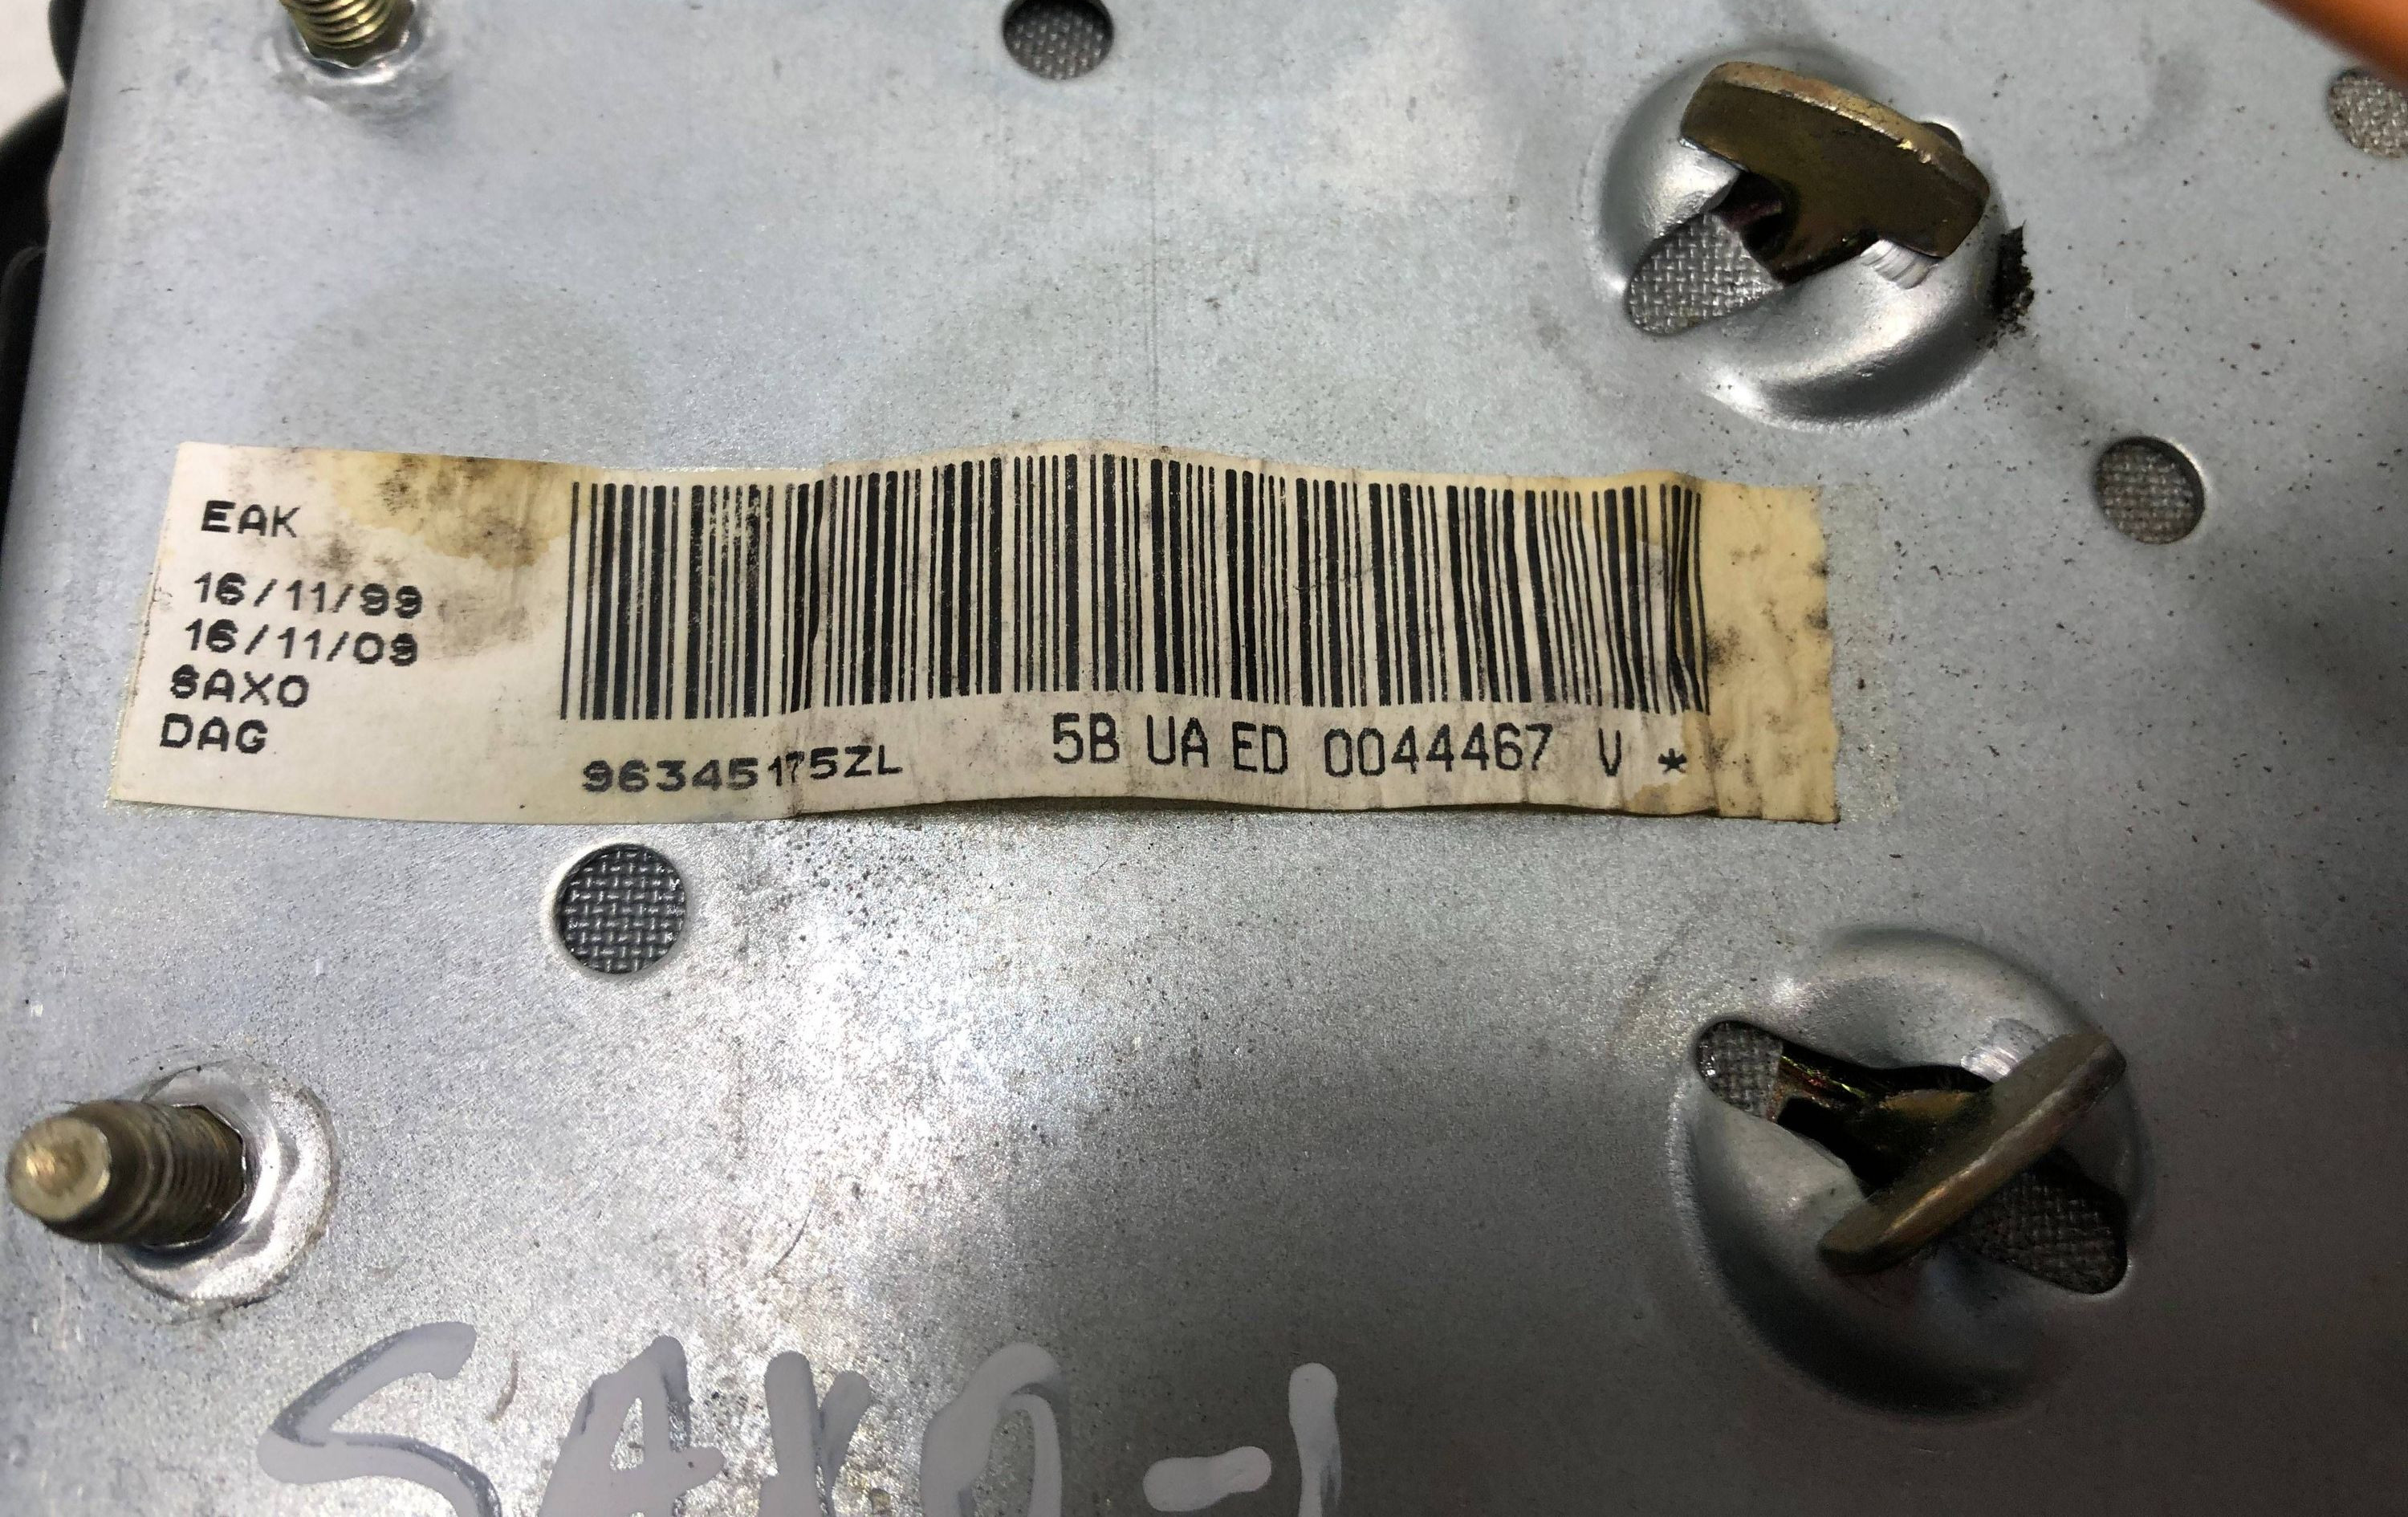 EAK
16/11/99
16/11/09
SAXO
DAG
96345175ZL
5B UA ED 0044467 V *
SAXO-1